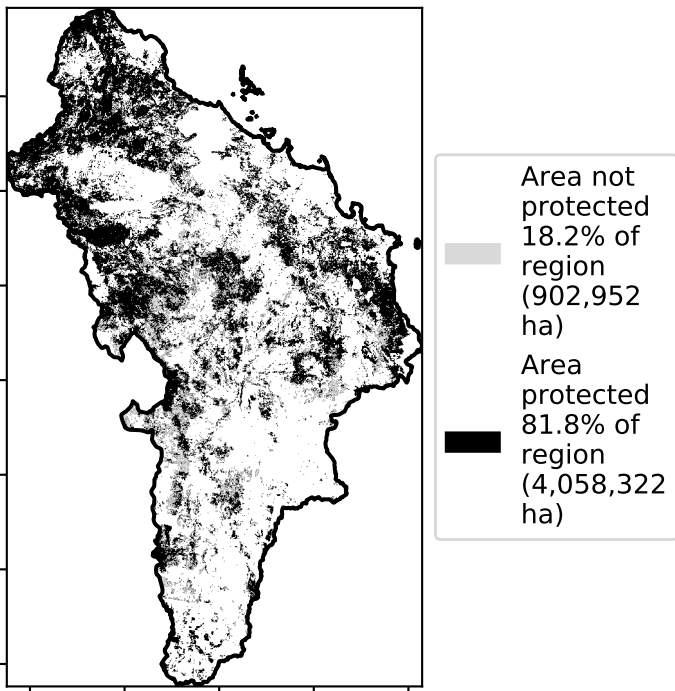 Area not
protected
18.2% of
region
(902,952
ha)
Area
protected
81.8% of
region
(4,058,322
ha)